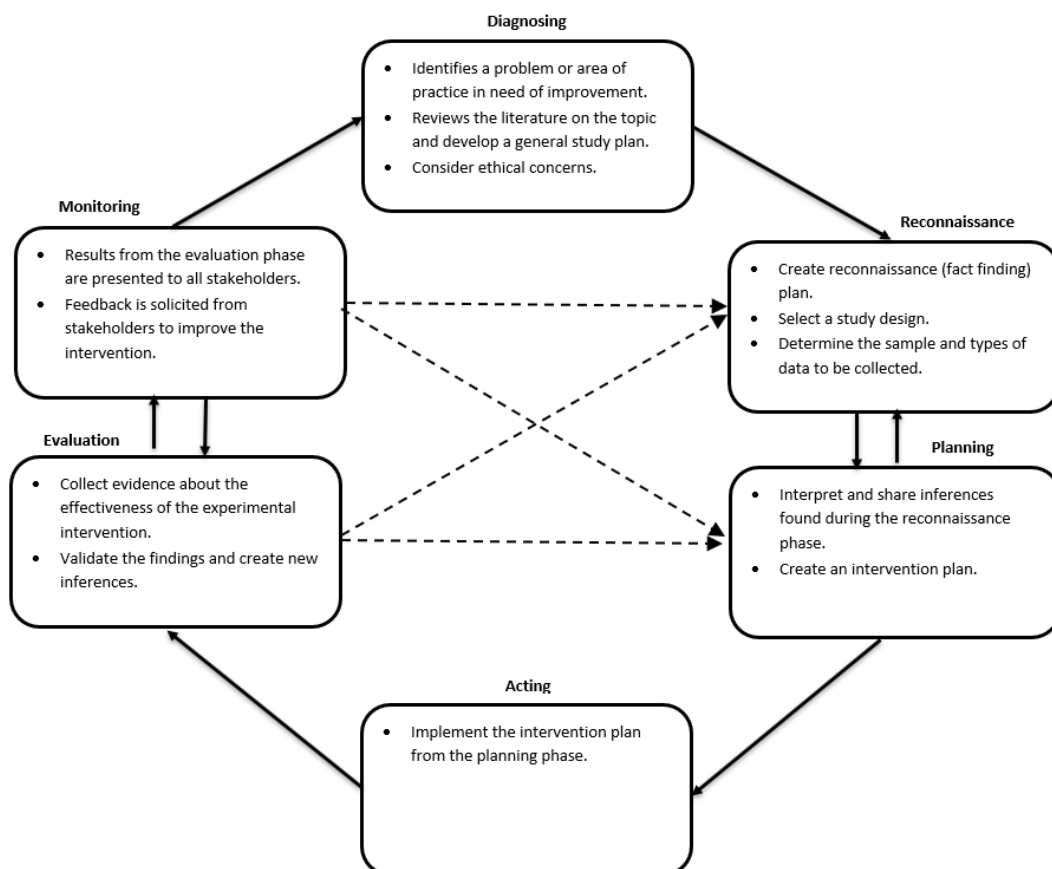 Diagnosing
• Identifies a problem or area of
practice in need of improvement.
• Reviews the literature on the topic
and develop a general study plan.
• Consider ethical concerns.
Reconnaissance
• Create reconnaissance (fact finding)
plan.
• Select a study design.
• Determine the sample and types of
data to be collected.
Planning
• Interpret and share inferences
found during the reconnaissance
phase.
• Create an intervention plan.
Acting
• Implement the intervention plan
from the planning phase.
Evaluation
• Collect evidence about the
effectiveness of the experimental
intervention.
• Validate the findings and create new
inferences.
Monitoring
• Results from the evaluation phase
are presented to all stakeholders.
• Feedback is solicited from
stakeholders to improve the
intervention.